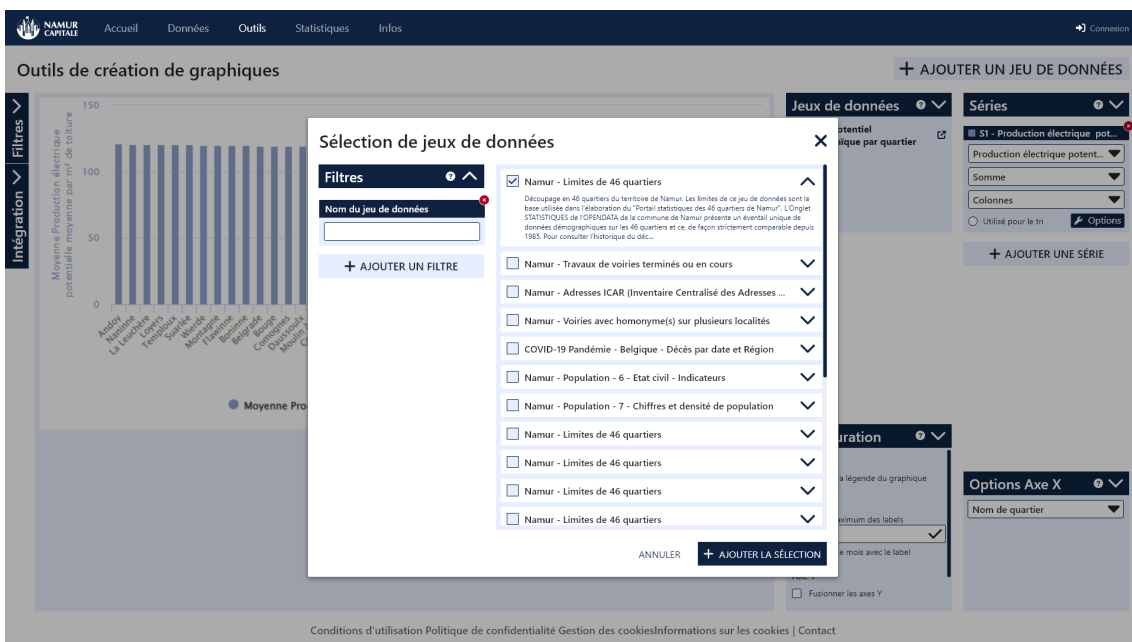 NAMUR
CAPITALE
Accueil
Données
Outils
Statistiques
Infos
Connexion
Outils de création de graphiques
+ AJOUTER UN JEU DE DONNÉES
Filtres
Intégration
Moyenne Production électrique
potentielle moyenne par m² de toiture
150
100
50
0
Andoy
Naninne
La Leuchère
Loyers
Temploux
Suarlée
Wierde
Montagne
Flawinne
Boninne
Belgrade
Bouge
Comognes
Daussoulx
Moulin
Moyenne Pro
Jeux de données
otentiel
ïque par quartier
Séries
S1 - Production électrique pot...
Production électrique potent...
Somme
Colonnes
Utilisé pour le tri
Options
+ AJOUTER UNE SÉRIE
Sélection de jeux de données
Filtres
Nom du jeu de données
+ AJOUTER UN FILTRE
Namur - Limites de 46 quartiers
Découpage en 46 quartiers du territoire de Namur. Les limites de ce jeu de données sont la
base utilisée dans l'élaboration du "Portail statistiques des 46 quartiers de Namur". L'Onglet
STATISTIQUES de l'OPENDATA de la commune de Namur présente un éventail unique de
données démographiques sur les 46 quartiers et ce, de façon strictement comparable depuis
1985. Pour consulter l'historique du déc...
Namur - Travaux de voiries terminés ou en cours
Namur - Adresses ICAR (Inventaire Centralisé des Adresses ...
Namur - Voiries avec homonyme(s) sur plusieurs localités
COVID-19 Pandémie - Belgique - Décès par date et Région
Namur - Population - 6 - Etat civil - Indicateurs
Namur - Population - 7 - Chiffres et densité de population
Namur - Limites de 46 quartiers
Namur - Limites de 46 quartiers
Namur - Limites de 46 quartiers
Namur - Limites de 46 quartiers
ANNULER
+ AJOUTER LA SÉLECTION
uration
a légende du graphique
ximum des labels
e mois avec le label
Fusionner les axes Y
Options Axe X
Nom de quartier
Conditions d'utilisation Politique de confidentialité Gestion des cookiesInformations sur les cookies | Contact